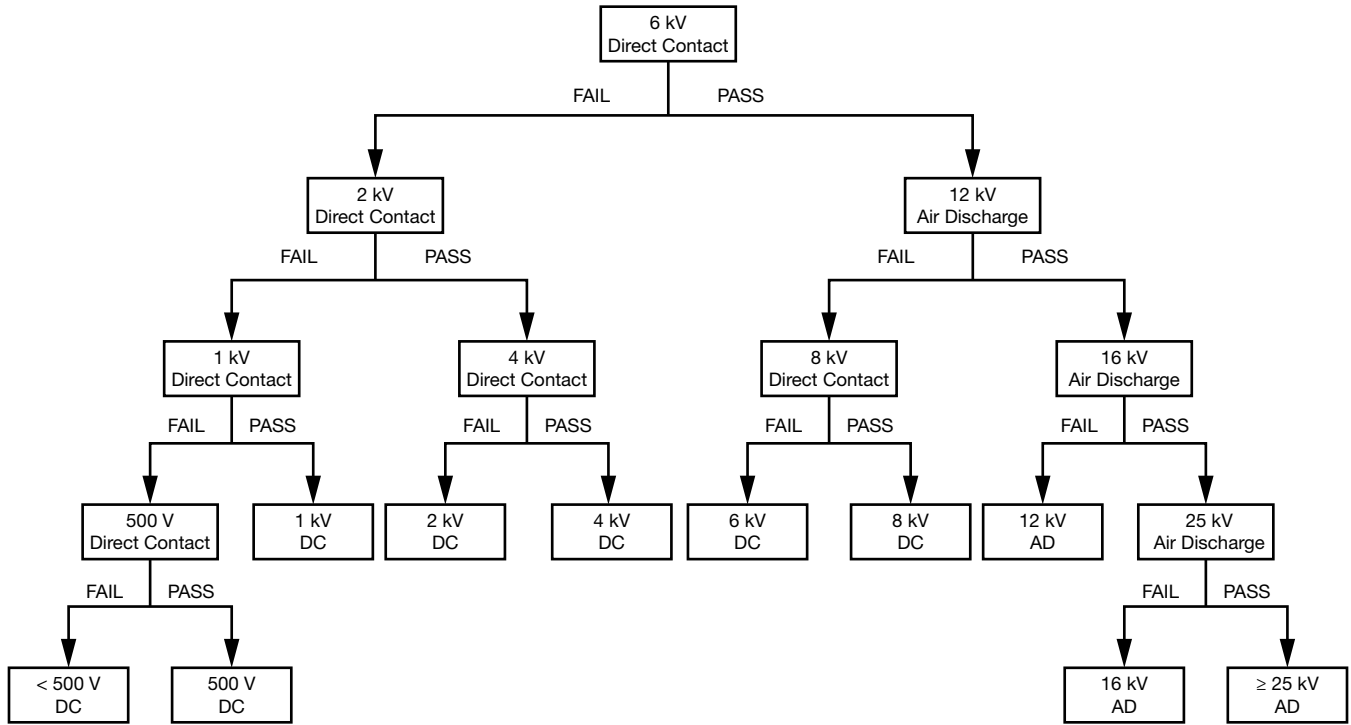 6 kV
Direct Contact
FAIL PASS
2 kV
Direct Contact
12 kV
Air Discharge
FAIL PASS
FAIL PASS
1 kV
Direct Contact
4 kV
Direct Contact
8 kV
Direct Contact
16 kV
Air Discharge
FAIL PASS
FAIL PASS
FAIL PASS
FAIL PASS
500 V
Direct Contact
1 kV
DC
2 kV
DC
4 kV
DC
6 kV
DC
8 kV
DC
12 kV
AD
25 kV
Air Discharge
FAIL PASS
FAIL PASS
< 500 V
DC
500 V
DC
16 kV
AD
≥ 25 kV
AD